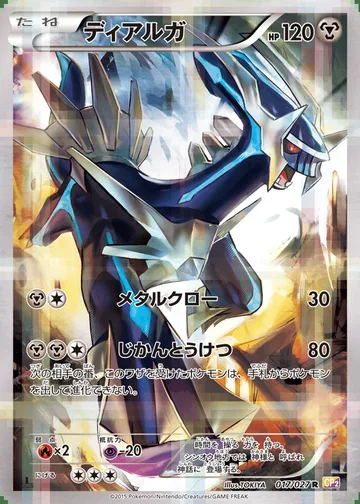 たね ディアルガ HP120
メタルクロー 30
じかんとうけつ 80
次の相手の番、このワザを受けたポケモンは、手札からポケモン
を出して進化できない。
弱点 ×2 抵抗力 -20
にげる
時間を操る力を持つ。
シンオウ地方では神様と呼ばれ
神話に登場する。
illus.TOKIYA 017/027 R CP2
©2015 Pokémon/Nintendo/Creatures/GAME FREAK.